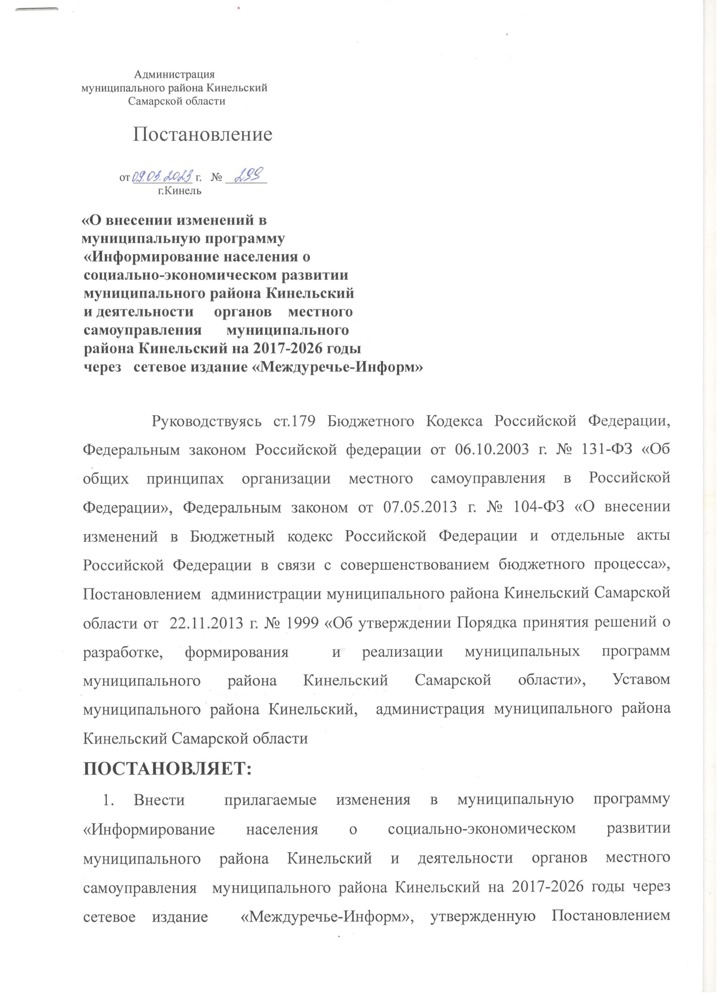 Администрация
муниципального района Кинельский
Самарской области
Постановление
от 09.03.2023 г. № 299
г.Кинель
«О внесении изменений в
муниципальную программу
«Информирование населения о
социально-экономическом развитии
муниципального района Кинельский
и деятельности органов местного
самоуправления муниципального
района Кинельский на 2017-2026 годы
через сетевое издание «Междуречье-Информ»
Руководствуясь ст.179 Бюджетного Кодекса Российской Федерации,
Федеральным законом Российской федерации от 06.10.2003 г. № 131-ФЗ «Об
общих принципах организации местного самоуправления в Российской
Федерации», Федеральным законом от 07.05.2013 г. № 104-ФЗ «О внесении
изменений в Бюджетный кодекс Российской Федерации и отдельные акты
Российской Федерации в связи с совершенствованием бюджетного процесса»,
Постановлением администрации муниципального района Кинельский Самарской
области от 22.11.2013 г. № 1999 «Об утверждении Порядка принятия решений о
разработке, формирования и реализации муниципальных программ
муниципального района Кинельский Самарской области», Уставом
муниципального района Кинельский, администрация муниципального района
Кинельский Самарской области
ПОСТАНОВЛЯЕТ:
1. Внести прилагаемые изменения в муниципальную программу
«Информирование населения о социально-экономическом развитии
муниципального района Кинельский и деятельности органов местного
самоуправления муниципального района Кинельский на 2017-2026 годы через
сетевое издание «Междуречье-Информ», утвержденную Постановлением